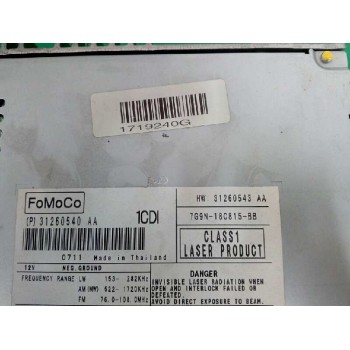 1719240G
FoMoCo
(P) 31260540 AA
1CDI
HW 31260543 AA
7G9N-18C815-BB
0711 Made in Thailand
CLASS1
LASER PRODUCT
12V NEG.GROUND
FREQUENCY RANGE LW 153- 282KHz
AM(MW) 522- 1720KHz
FM 76.0-108.0MHz
DANGER
INVISIBLE LASER RADIATION WHEN
OPEN AND INTERLOCK FAILED OR
DEFEATED.
AVOID DIRECT EXPOSURE TO BEAM.